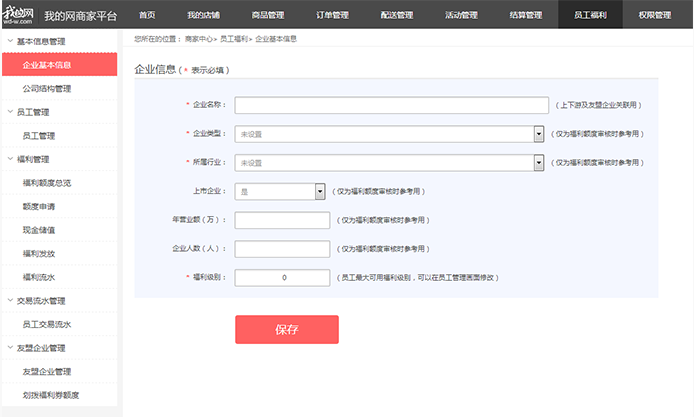 我的网 我的网商家平台 首页 我的店铺 商品管理 订单管理 配送管理 活动管理 结算管理 员工福利 权限管理
wd-w.com
您所在的位置： 商家中心> 员工福利> 企业基本信息
基本信息管理
企业基本信息
公司结构管理
员工管理
员工管理
福利管理
福利额度总览
额度申请
现金储值
福利发放
福利流水
交易流水管理
员工交易流水
友盟企业管理
友盟企业管理
划拨福利券额度
企业信息（* 表示必填）
* 企业名称： （上下游及友盟企业关联用）
* 企业类型： 未设置 （仅为福利额度审核时参考用）
* 所属行业： 未设置 （仅为福利额度审核时参考用）
上市企业： 是 （仅为福利额度审核时参考用）
年营业额（万）： （仅为福利额度审核时参考用）
企业人数（人）： （仅为福利额度审核时参考用）
* 福利级别： 0 （员工最大可用福利级别，可以在员工管理画面修改）
保存